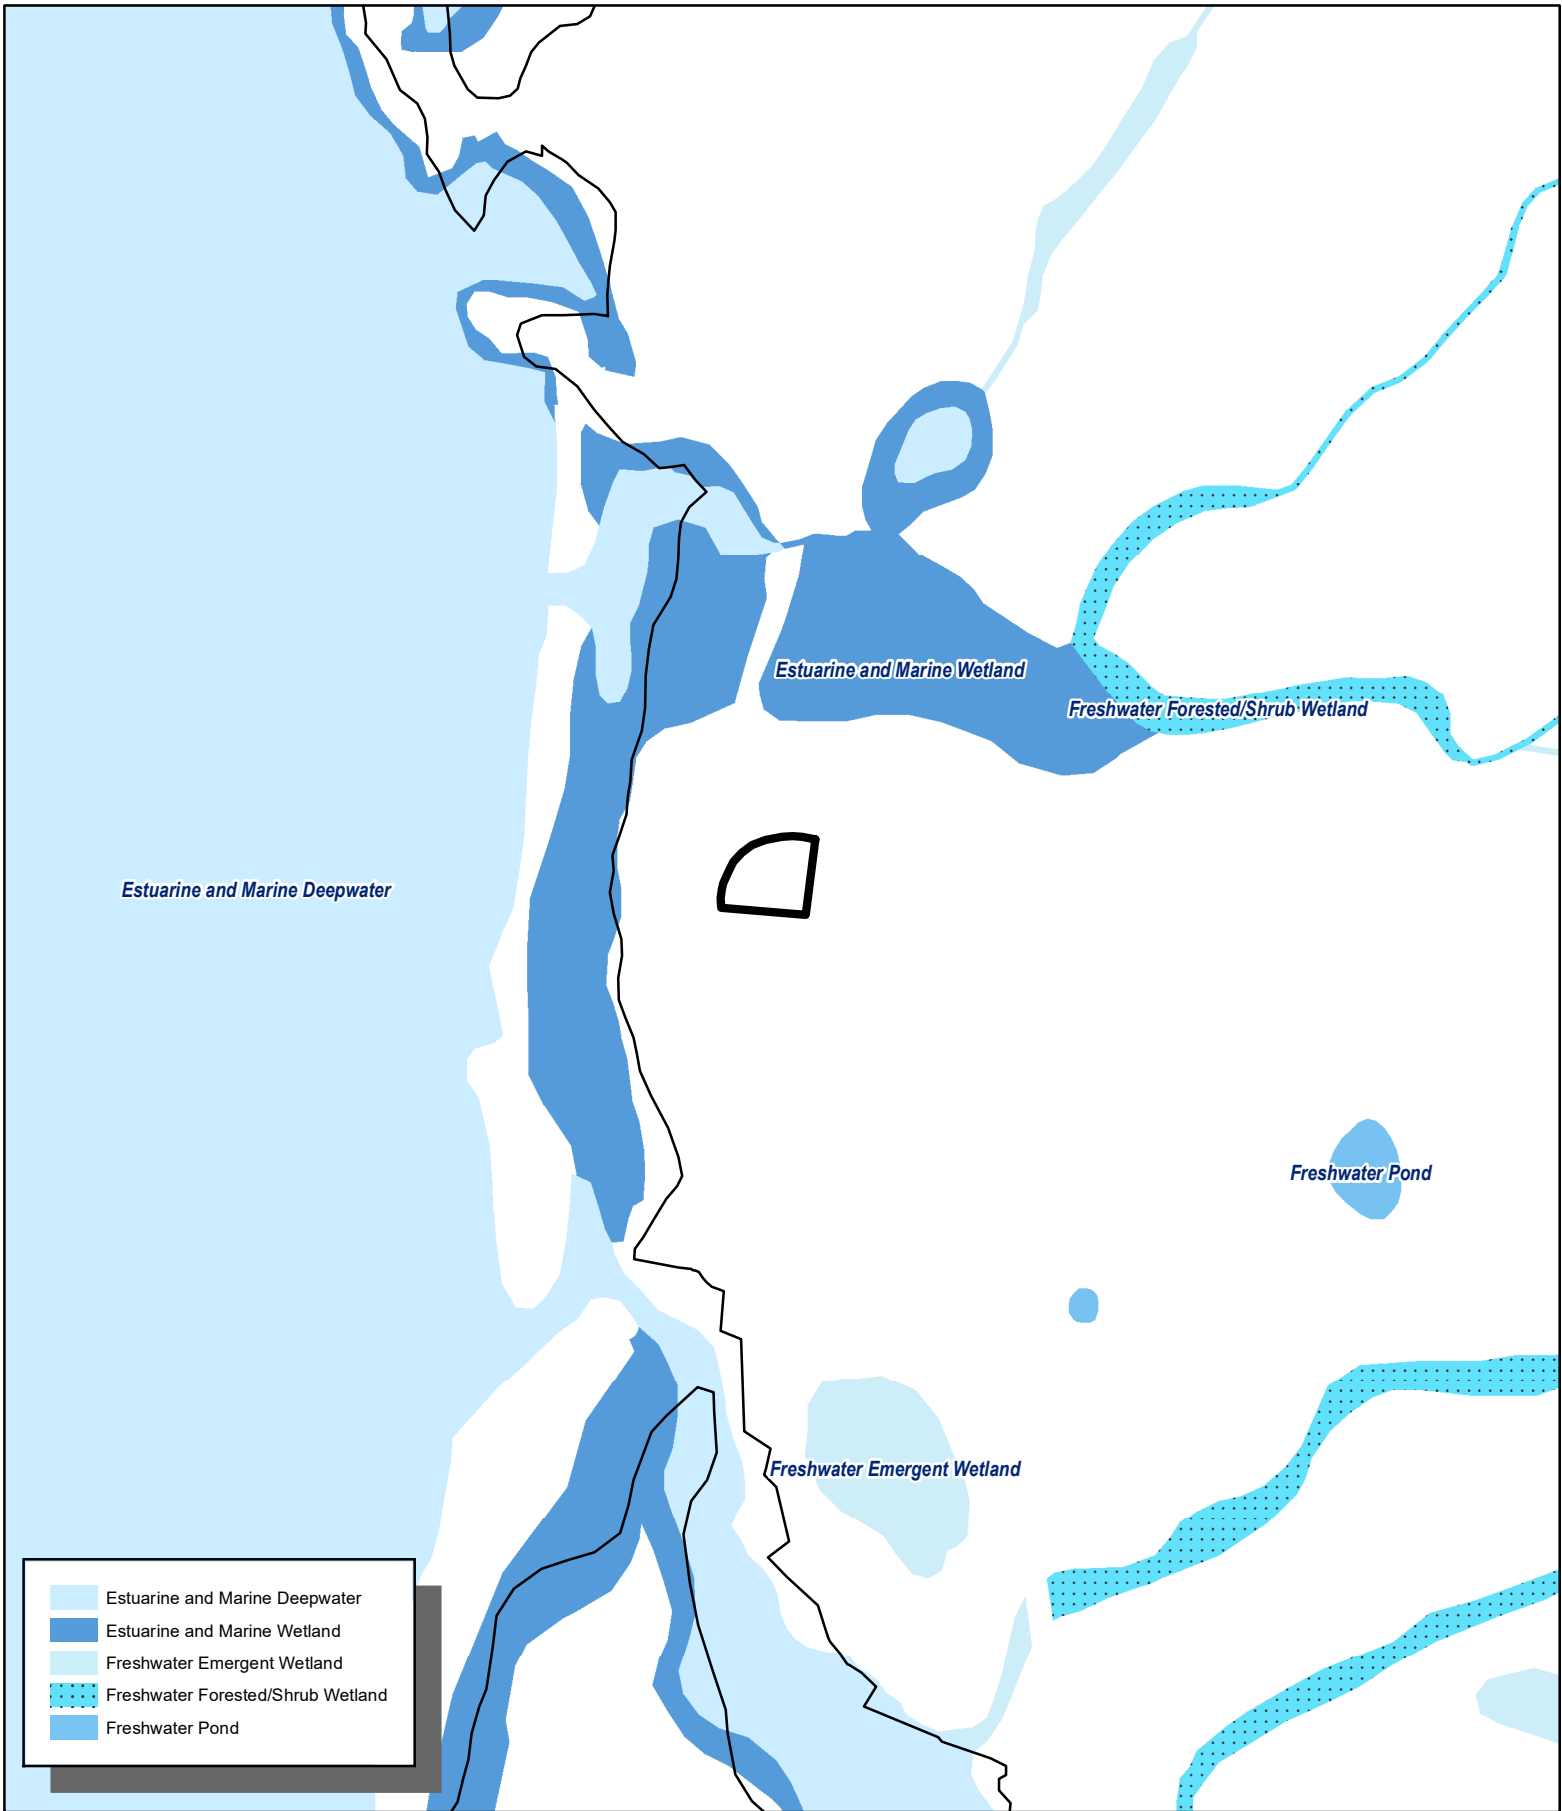 Estuarine and Marine Wetland
Freshwater Forested/Shrub Wetland
Estuarine and Marine Deepwater
Freshwater Pond
Freshwater Emergent Wetland
Estuarine and Marine Deepwater
Estuarine and Marine Wetland
Freshwater Emergent Wetland
Freshwater Forested/Shrub Wetland
Freshwater Pond